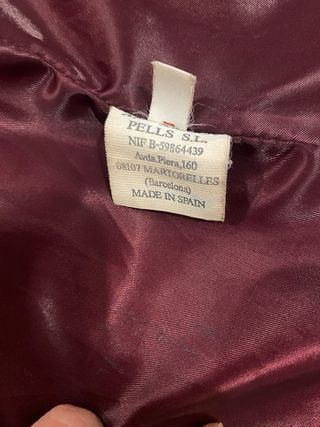 PELLS S.L.
NIF B-59864439
Avda.Piera,160
08107 MARTORELLES
(Barcelona)
MADE IN SPAIN